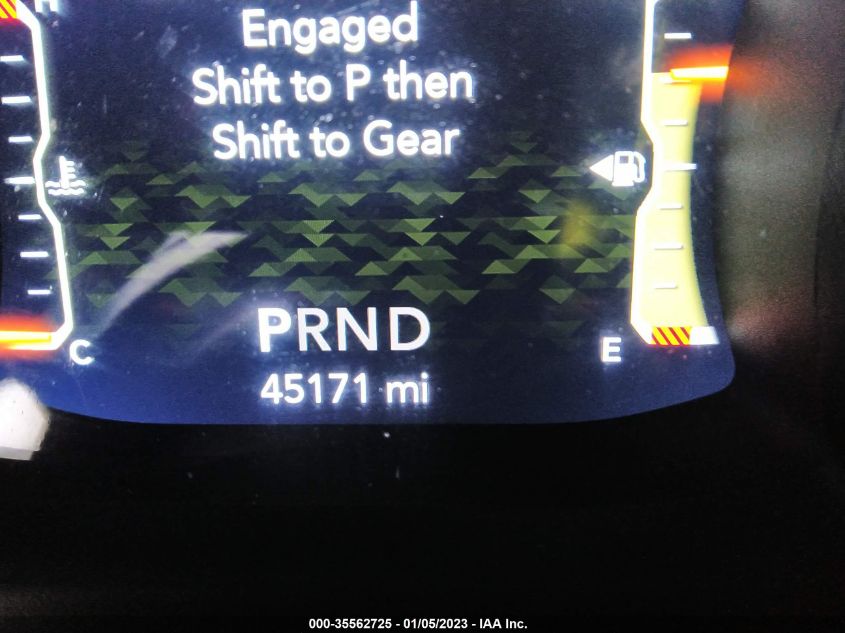 H
Engaged
Shift to P then
Shift to Gear
PRND
C
E
45171 mi
000-35562725 - 01/05/2023 - IAA Inc.